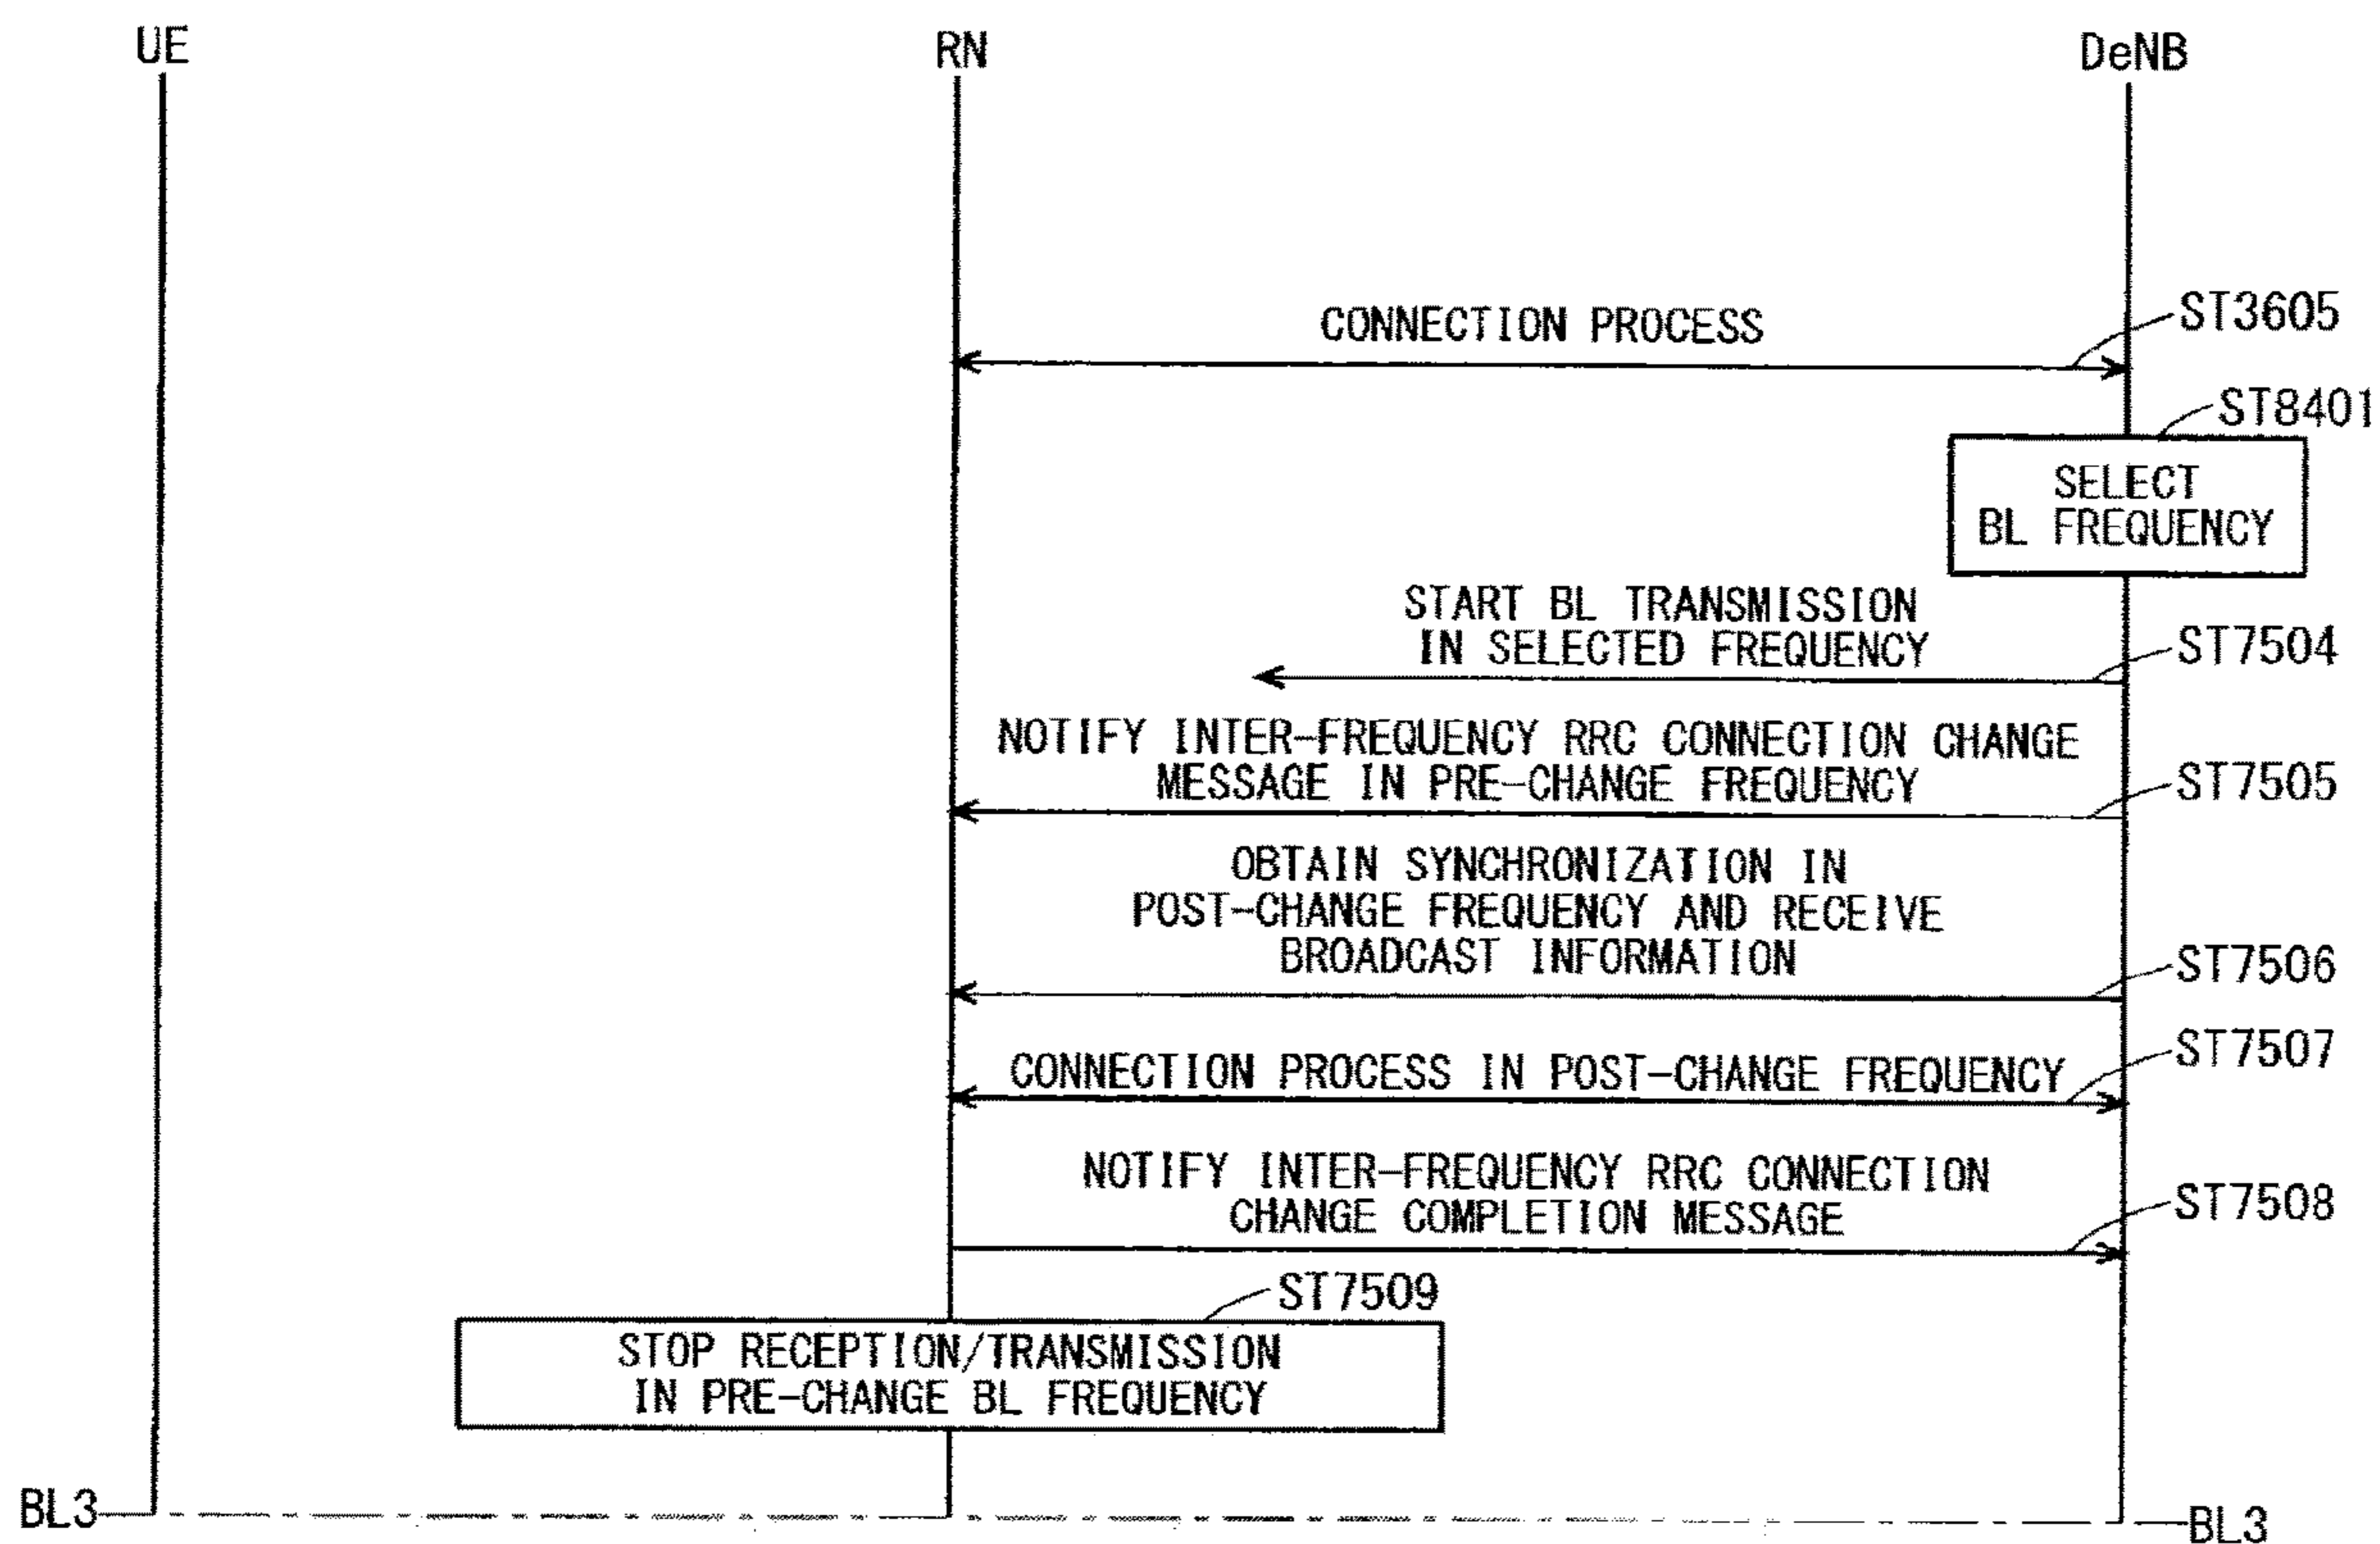 UE
RN
DeNB
CONNECTION PROCESS
ST3605
ST8401
SELECT
BL FREQUENCY
START BL TRANSMISSION
IN SELECTED FREQUENCY
ST7504
NOTIFY INTER-FREQUENCY RRC CONNECTION CHANGE
MESSAGE IN PRE-CHANGE FREQUENCY
ST7505
OBTAIN SYNCHRONIZATION IN
POST-CHANGE FREQUENCY AND RECEIVE
BROADCAST INFORMATION
ST7506
CONNECTION PROCESS IN POST-CHANGE FREQUENCY
ST7507
NOTIFY INTER-FREQUENCY RRC CONNECTION
CHANGE COMPLETION MESSAGE
ST7508
ST7509
STOP RECEPTION/TRANSMISSION
IN PRE-CHANGE BL FREQUENCY
BL3
BL3